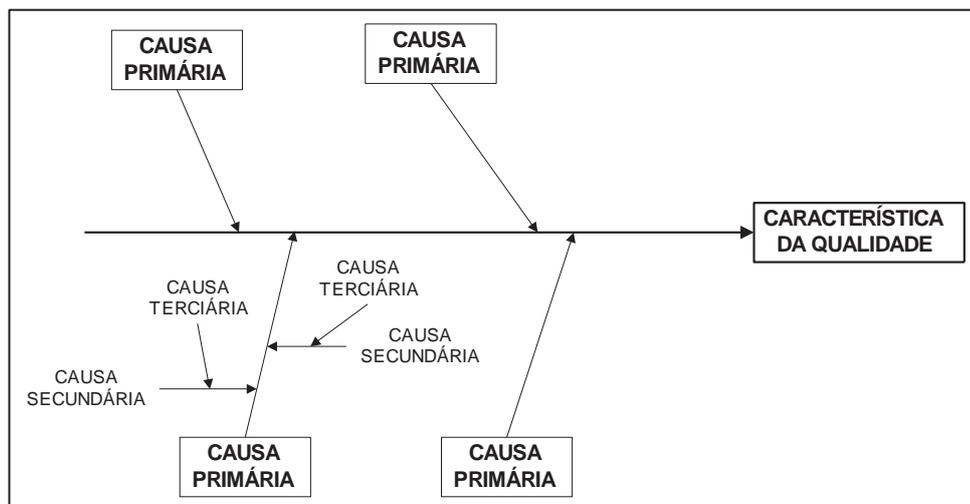 CAUSA
PRIMÁRIA
CAUSA
PRIMÁRIA
CARACTERÍSTICA
DA QUALIDADE
CAUSA
TERCIÁRIA
CAUSA
TERCIÁRIA
CAUSA
SECUNDÁRIA
CAUSA
SECUNDÁRIA
CAUSA
PRIMÁRIA
CAUSA
PRIMÁRIA